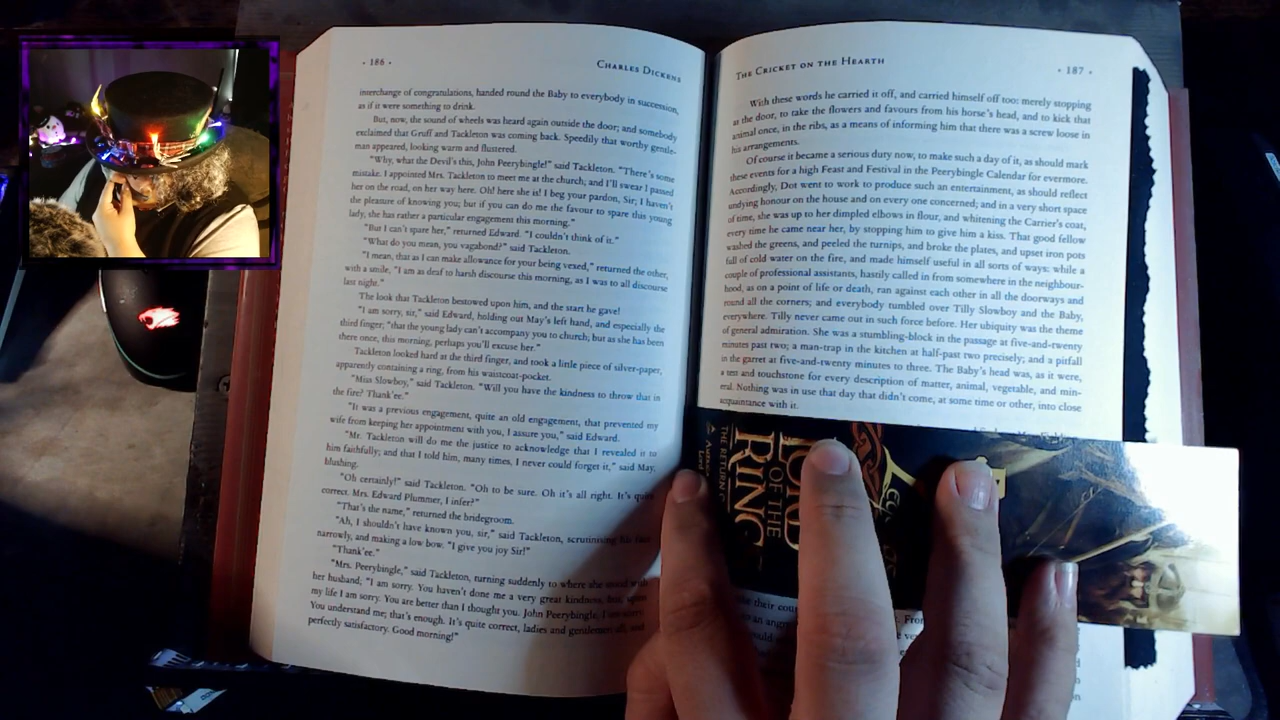 · 186 ·
CHARLES DICKENS
interchange of congratulations, handed round the Baby to everybody in succession,
as if it were something to drink.
But, now, the sound of wheels was heard again outside the door; and somebody
exclaimed that Gruff and Tackleton was coming back. Speedily that worthy gentle-
man appeared, looking warm and flustered.
"Why, what the Devil's this, John Peerybingle!" said Tackleton. "There's some
mistake. I appointed Mrs. Tackleton to meet me at the church; and I'll swear I passed
her on the road, on her way here. Oh! here she is! I beg your pardon, Sir; I haven't
the pleasure of knowing you; but if you can do me the favour to spare this young
lady, she has rather a particular engagement this morning."
"But I can't spare her," returned Edward. "I couldn't think of it."
"What do you mean, you vagabond?" said Tackleton.
"I mean, that as I can make allowance for your being vexed," returned the other,
with a smile, "I am as deaf to harsh discourse this morning, as I was to all discourse
last night."
The look that Tackleton bestowed upon him, and the start he gave!
"I am sorry, sir," said Edward, holding out May's left hand, and especially the
third finger; "that the young lady can't accompany you to church; but as she has been
there once, this morning, perhaps you'll excuse her."
Tackleton looked hard at the third finger, and took a little piece of silver-paper,
apparently containing a ring, from his waistcoat-pocket.
"Miss Slowboy," said Tackleton. "Will you have the kindness to throw that in
the fire? Thank'ee."
"It was a previous engagement, quite an old engagement, that prevented my
wife from keeping her appointment with you, I assure you," said Edward.
"Mr. Tackleton will do me the justice to acknowledge that I revealed it to
him faithfully; and that I told him, many times, I never could forget it," said May,
blushing.
"Oh certainly!" said Tackleton. "Oh to be sure. Oh it's all right. It's quite
correct. Mrs. Edward Plummer, I infer?"
"That's the name," returned the bridegroom.
"Ah, I shouldn't have known you, sir," said Tackleton, scrutinising his face
narrowly, and making a low bow. "I give you joy Sir!"
"Thank'ee."
"Mrs. Peerybingle," said Tackleton, turning suddenly to where she stood with
her husband; "I am sorry. You haven't done me a very great kindness, but, upon
my life I am sorry. You are better than I thought you. John Peerybingle, I am sorry.
You understand me; that's enough. It's quite correct, ladies and gentlemen all, and
perfectly satisfactory. Good morning!"
THE CRICKET ON THE HEARTH
· 187 ·
With these words he carried it off, and carried himself off too: merely stopping
at the door, to take the flowers and favours from his horse's head, and to kick that
animal once, in the ribs, as a means of informing him that there was a screw loose in
his arrangements.
Of course it became a serious duty now, to make such a day of it, as should mark
these events for a high Feast and Festival in the Peerybingle Calendar for evermore.
Accordingly, Dot went to work to produce such an entertainment, as should reflect
undying honour on the house and on every one concerned; and in a very short space
of time, she was up to her dimpled elbows in flour, and whitening the Carrier's coat,
every time he came near her, by stopping him to give him a kiss. That good fellow
washed the greens, and peeled the turnips, and broke the plates, and upset iron pots
full of cold water on the fire, and made himself useful in all sorts of ways: while a
couple of professional assistants, hastily called in from somewhere in the neighbour-
hood, as on a point of life or death, ran against each other in all the doorways and
round all the corners; and everybody tumbled over Tilly Slowboy and the Baby,
everywhere. Tilly never came out in such force before. Her ubiquity was the theme
of general admiration. She was a stumbling-block in the passage at five-and-twenty
minutes past two; a man-trap in the kitchen at half-past two precisely; and a pitfall
in the garret at five-and-twenty minutes to three. The Baby's head was, as it were,
a test and touchstone for every description of matter, animal, vegetable, and min-
eral. Nothing was in use that day that didn't come, at some time or other, into close
acquaintance with it.
OF THE
RING
THE RETURN